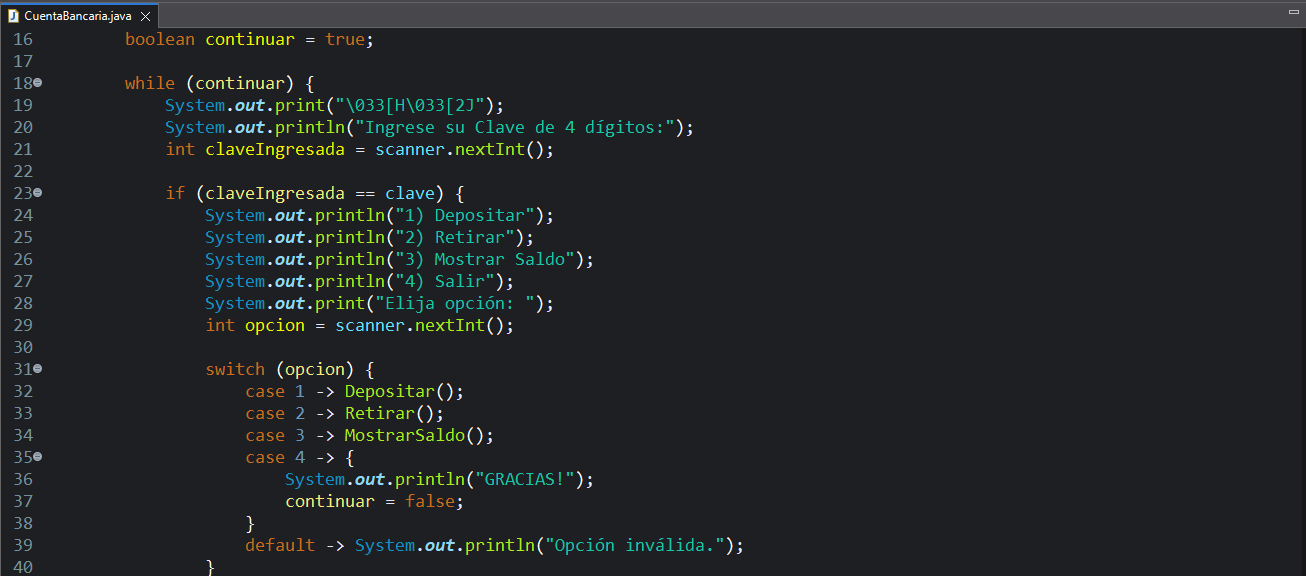 CuentaBancaria.java
16 boolean continuar = true;
17
18 while (continuar) {
19 System.out.print("\033[H\033[2J");
20 System.out.println("Ingrese su Clave de 4 dígitos:");
21 int claveIngresada = scanner.nextInt();
22
23 if (claveIngresada == clave) {
24 System.out.println("1) Depositar");
25 System.out.println("2) Retirar");
26 System.out.println("3) Mostrar Saldo");
27 System.out.println("4) Salir");
28 System.out.print("Elija opción: ");
29 int opcion = scanner.nextInt();
30
31 switch (opcion) {
32 case 1 -> Depositar();
33 case 2 -> Retirar();
34 case 3 -> MostrarSaldo();
35 case 4 -> {
36 System.out.println("GRACIAS!");
37 continuar = false;
38 }
39 default -> System.out.println("Opción inválida.");
40 }